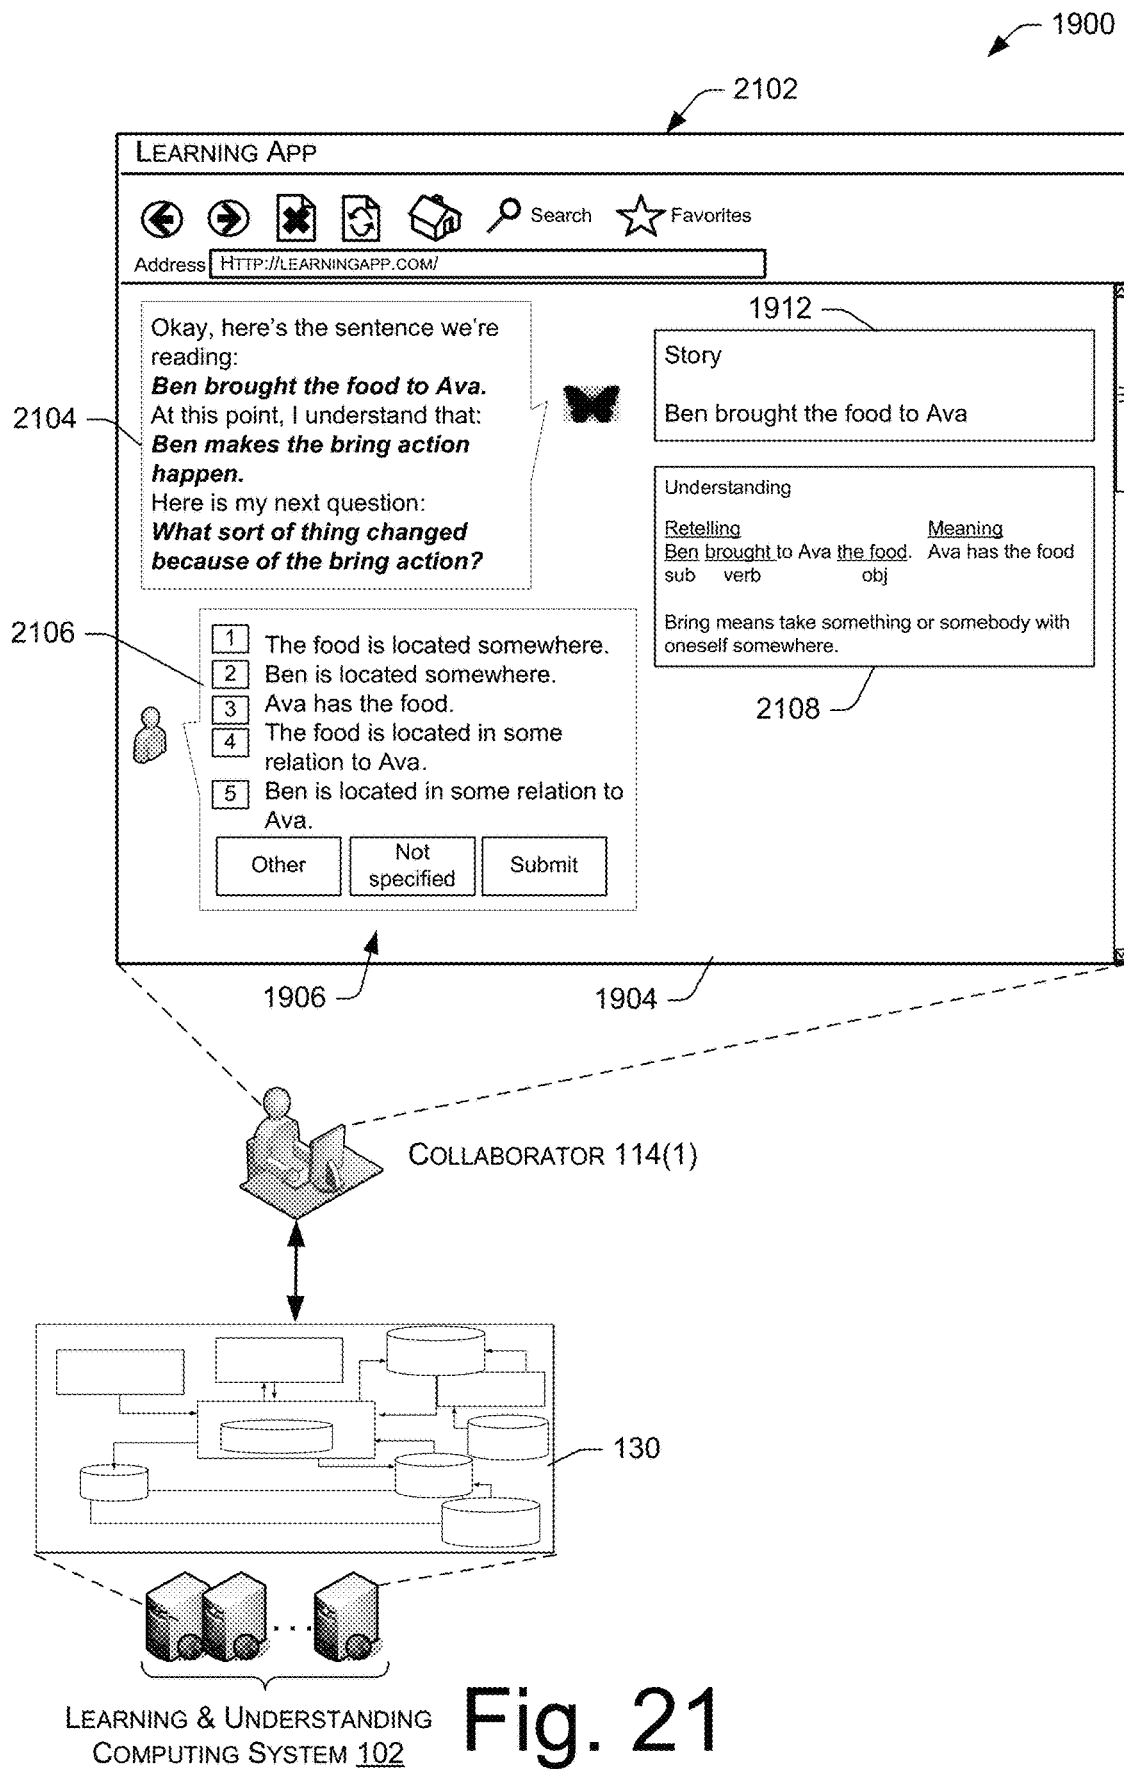 1900
2102
LEARNING APP
Search
Favorites
Address
HTTP://LEARNINGAPP.COM/
2104
Okay, here's the sentence we're
reading:
Ben brought the food to Ava.
At this point, I understand that:
Ben makes the bring action
happen.
Here is my next question:
What sort of thing changed
because of the bring action?
1912
Story
Ben brought the food to Ava
Understanding
Retelling Meaning
Ben brought to Ava the food. Ava has the food
sub verb obj
Bring means take something or somebody with
oneself somewhere.
2108
2106
1 The food is located somewhere.
2 Ben is located somewhere.
3 Ava has the food.
4 The food is located in some
relation to Ava.
5 Ben is located in some relation to
Ava.
Other
Not
specified
Submit
1906
1904
COLLABORATOR 114(1)
130
LEARNING & UNDERSTANDING
COMPUTING SYSTEM 102
Fig. 21